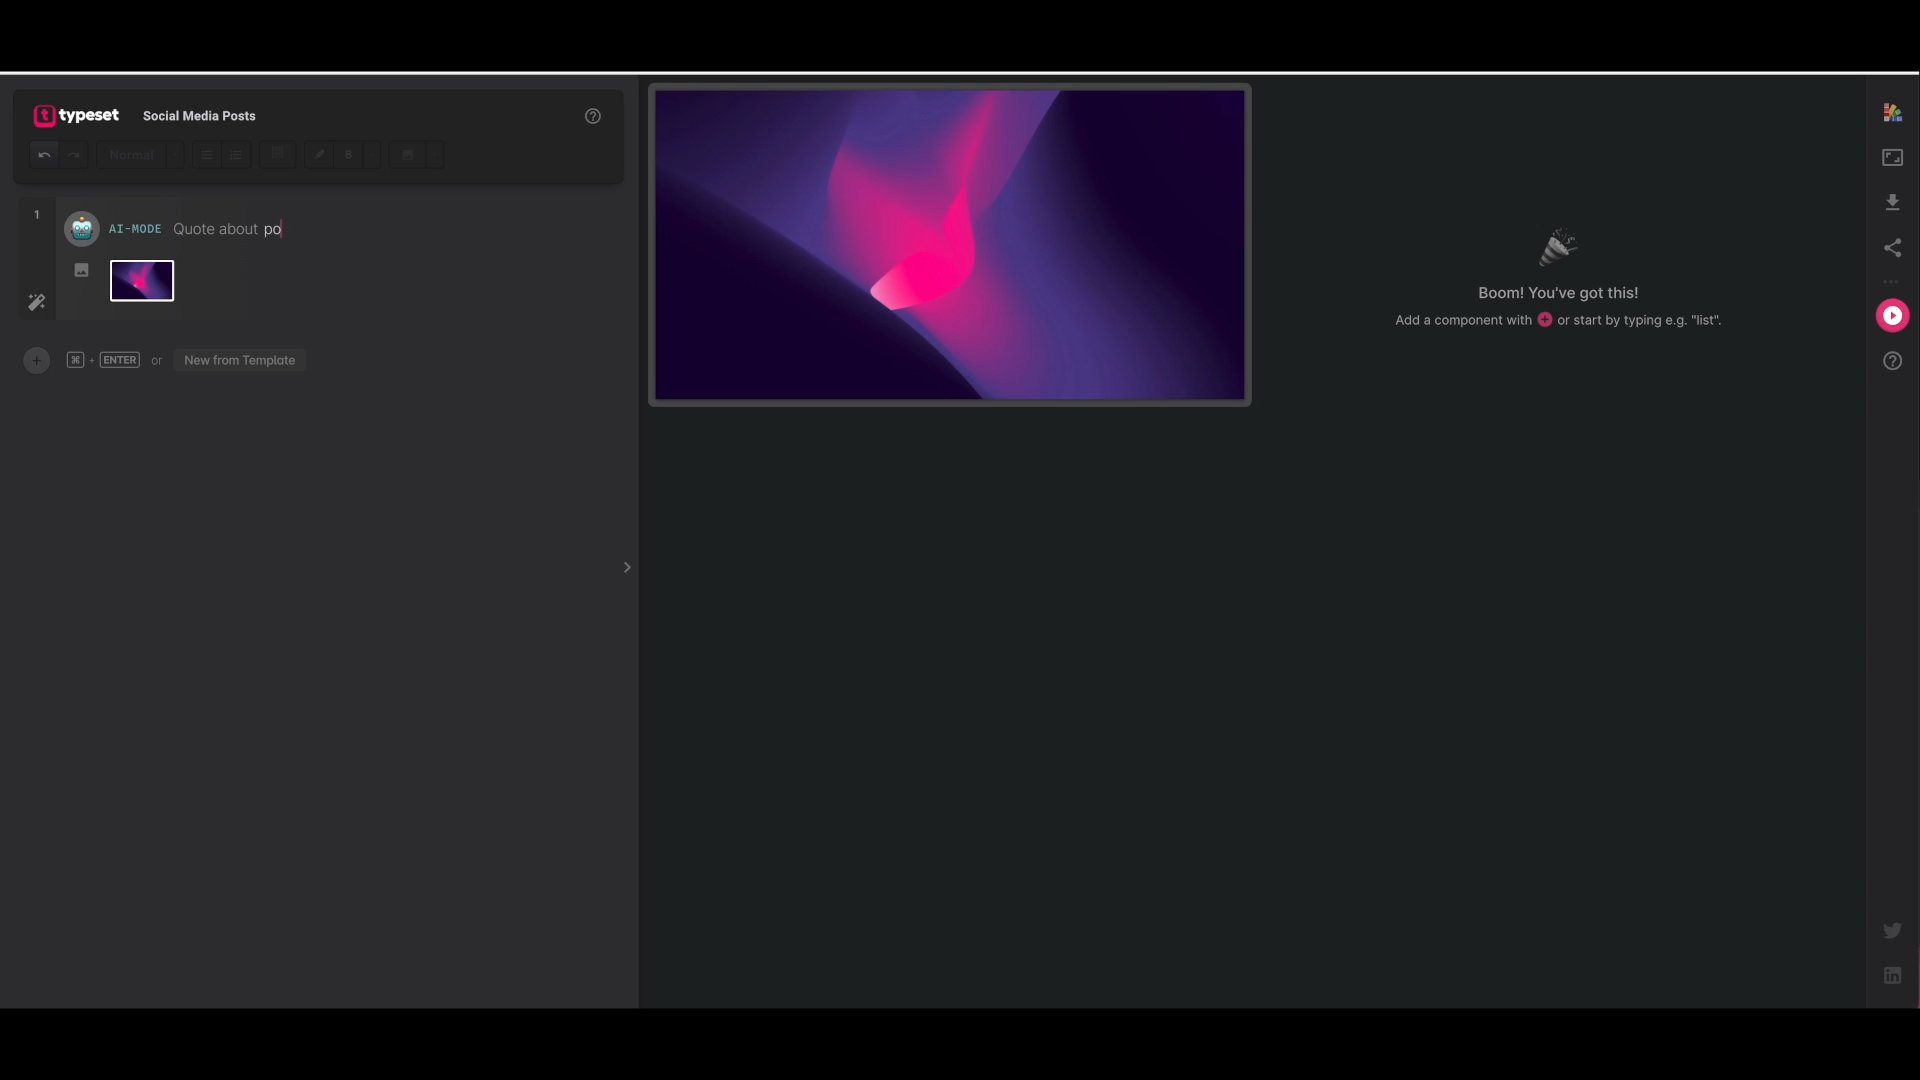 typeset Social Media Posts
Normal
B
1
AI-MODE Quote about po
⌘ + ENTER or New from Template
Boom! You've got this!
Add a component with + or start by typing e.g. "list".